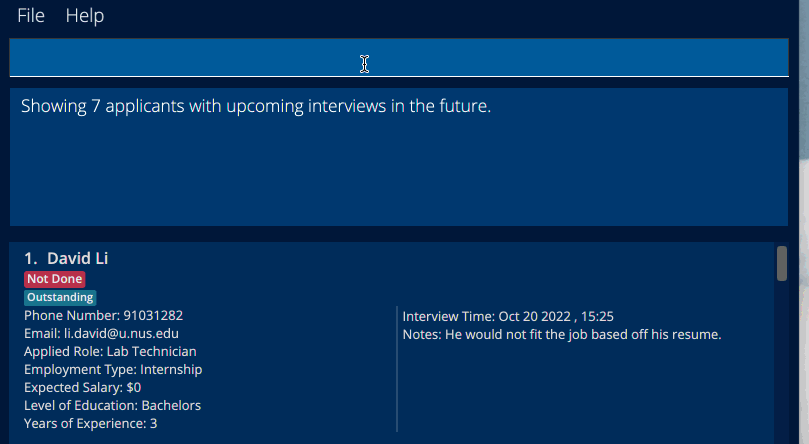 File Help
Showing 7 applicants with upcoming interviews in the future.
1. David Li
Not Done
Outstanding
Phone Number: 91031282
Email: li.david@u.nus.edu
Applied Role: Lab Technician
Employment Type: Internship
Expected Salary: $0
Level of Education: Bachelors
Years of Experience: 3
Interview Time: Oct 20 2022 , 15:25
Notes: He would not fit the job based off his resume.